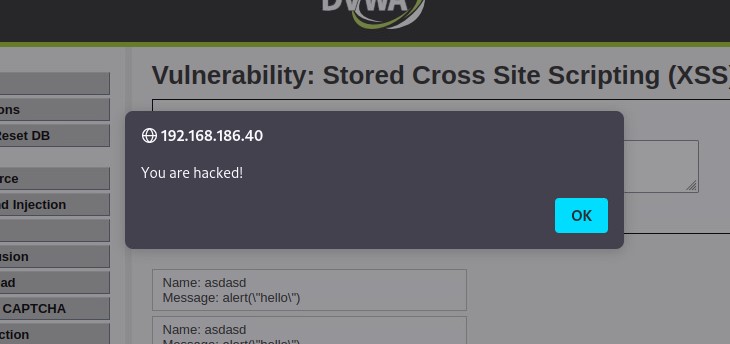 DVWA
Vulnerability: Stored Cross Site Scripting (XSS)
ons
Reset DB
rce
nd Injection
usion
ad
CAPTCHA
ction
192.168.186.40
You are hacked!
OK
Name: asdasd
Message: alert(\"hello\")
Name: asdasd
Message: alert(\"hello\")